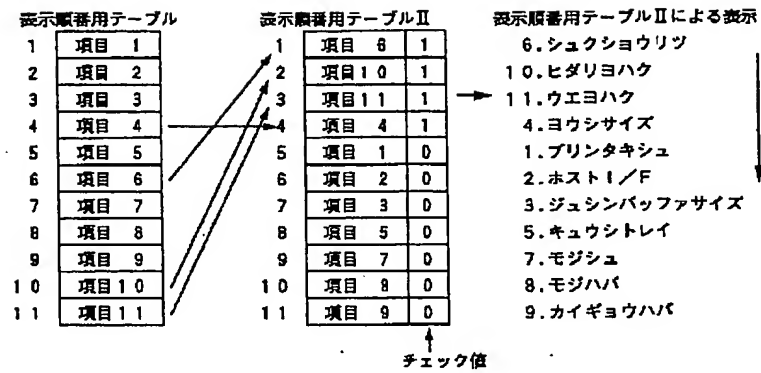 表示順番用テーブル
1 項目 1
2 項目 2
3 項目 3
4 項目 4
5 項目 5
6 項目 6
7 項目 7
8 項目 8
9 項目 9
10 項目10
11 項目11
表示順番用テーブルⅡ
1 項目 6 1
2 項目10 1
3 項目11 1
4 項目 4 1
5 項目 1 0
6 項目 2 0
7 項目 3 0
8 項目 5 0
9 項目 7 0
10 項目 8 0
11 項目 9 0
チェック値
表示順番用テーブルⅡによる表示
6.シュクショウリツ
10.ヒダリヨハク
11.ウエヨハク
4.ヨウシサイズ
1.プリンタキシュ
2.ホストI/F
3.ジュシンバッファサイズ
5.キュウシトレイ
7.モジシュ
8.モジハバ
9.カイギョウハバ